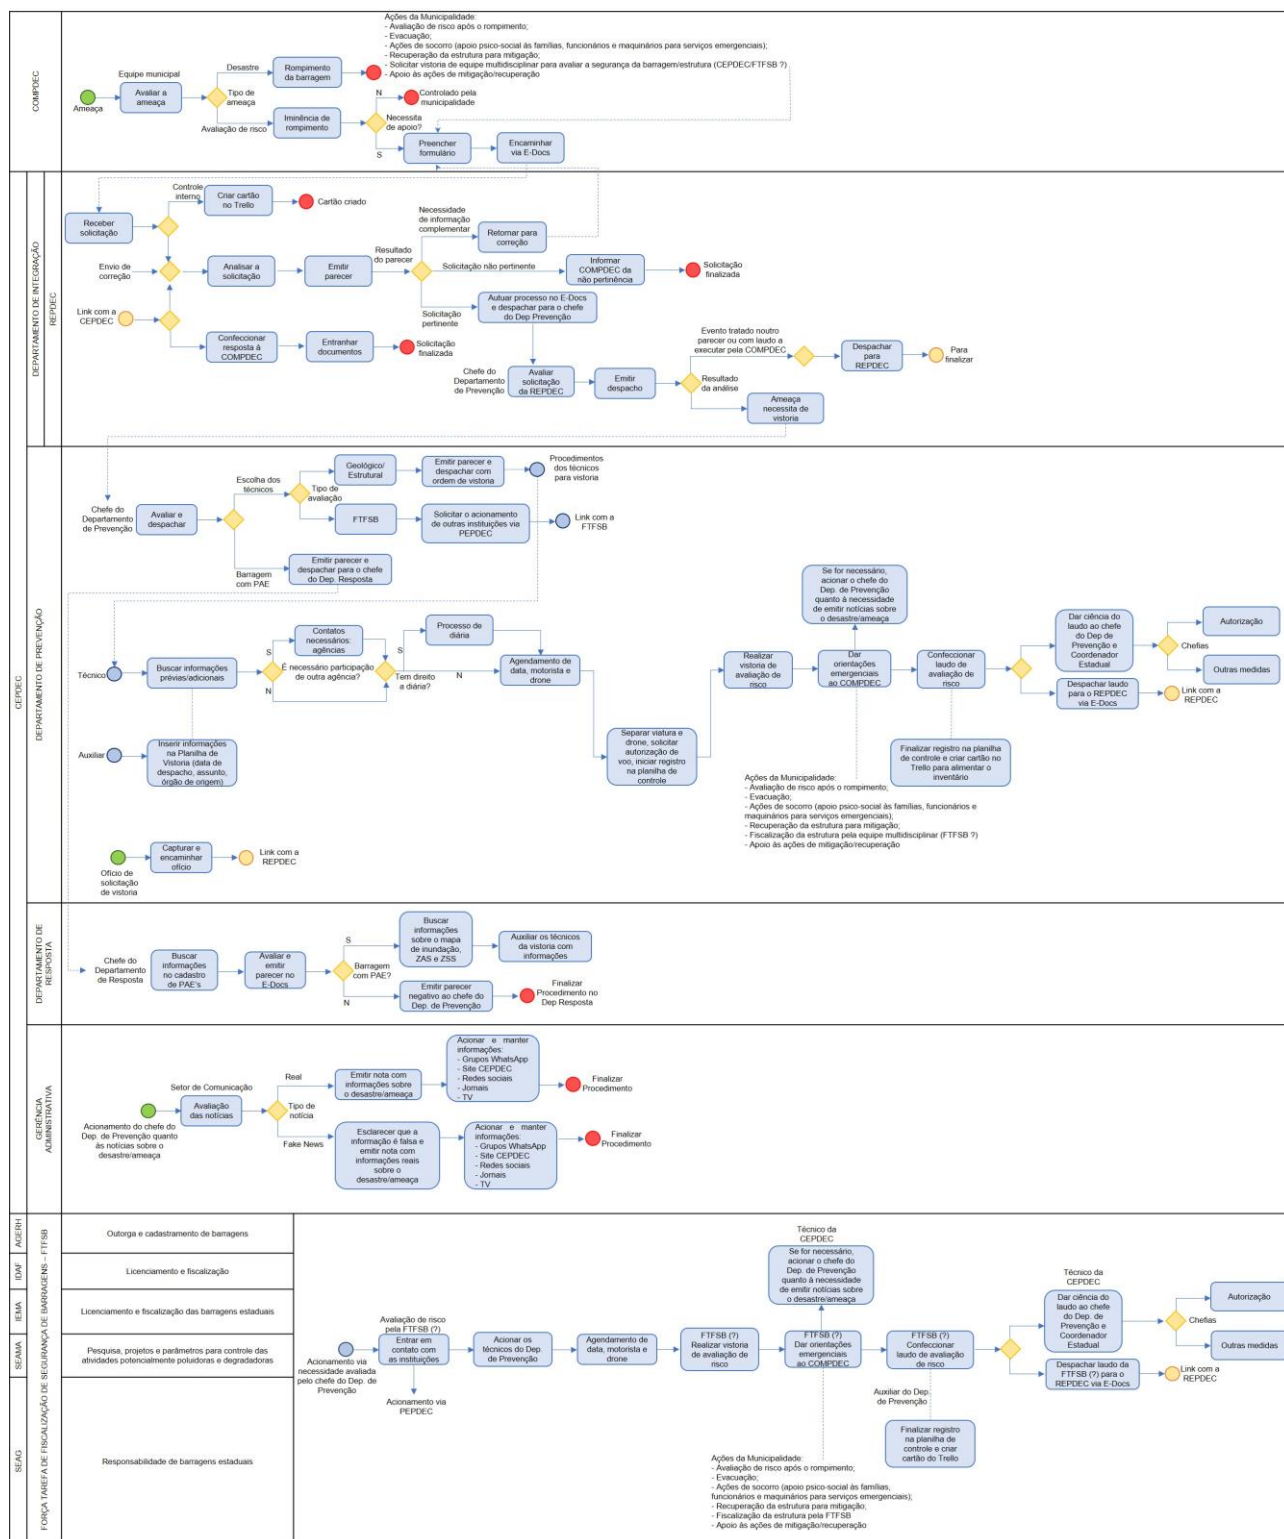 COMPDEC
Ações da Municipalidade:
- Avaliação de risco após o rompimento;
- Evacuação;
- Ações de socorro (apoio psico-social às famílias, funcionários e maquinários para serviços emergenciais);
- Recuperação da estrutura para mitigação;
- Solicitar vistoria de equipe multidisciplinar para avaliar a segurança da barragem/estrutura (CEPDEC/FTFSB ?)
- Apoio às ações de mitigação/recuperação
Equipe municipal
Ameaça
Avaliar a
ameaça
Desastre
Tipo de
ameaça
Avaliação de risco
Rompimento
da barragem
Iminência de
rompimento
N
Controlado pela
municipalidade
Necessita
de apoio?
S
Preencher
formulário
Encaminhar
via E-Docs
CEPDEC
DEPARTAMENTO DE INTEGRAÇÃO
REPDEC
Receber
solicitação
Controle
interno
Criar cartão
no Trello
Cartão criado
Envio de
correção
Analisar a
solicitação
Emitir
parecer
Resultado
do parecer
Necessidade
de informação
complementar
Retornar para
correção
Solicitação não pertinente
Informar
COMPDEC da
não pertinência
Solicitação
finalizada
Solicitação
pertinente
Autuar processo no E-Docs
e despachar para o chefe
do Dep Prevenção
Link com a
CEPDEC
Confeccionar
resposta à
COMPDEC
Entranhar
documentos
Solicitação
finalizada
Chefe do
Departamento
de Prevenção
Avaliar
solicitação
da REPDEC
Emitir
despacho
Evento tratado noutro
parecer ou com laudo a
executar pela COMPDEC
Despachar
para
REPDEC
Para
finalizar
Resultado
da análise
Ameaça
necessita de
vistoria
DEPARTAMENTO DE PREVENÇÃO
Chefe do
Departamento
de Prevenção
Avaliar e
despachar
Escolha dos
técnicos
Tipo de
avaliação
Geológico/
Estrutural
Emitir parecer e
despachar com
ordem de vistoria
Procedimentos
dos técnicos
para vistoria
FTFSB
Solicitar o acionamento
de outras instituições via
PEPDEC
Link com a
FTFSB
Barragem
com PAE
Emitir parecer e
despachar para o chefe
do Dep. Resposta
Técnico
Buscar informações
prévias/adicionais
S
Contatos
necessários:
agências
É necessário participação
de outra agência?
N
S
Processo de
diária
Tem direito
a diária?
N
Agendamento de
data, motorista e
drone
Separar viatura e
drone, solicitar
autorização de
voo, iniciar registro
na planilha de
controle
Realizar
vistoria de
avaliação de
risco
Se for necessário,
acionar o chefe do
Dep. de Prevenção
quanto à necessidade
de emitir notícias sobre
o desastre/ameaça
Dar
orientações
emergenciais
ao COMPDEC
Confeccionar
laudo de
avaliação
de risco
Dar ciência do
laudo ao chefe
do Dep de
Prevenção e
Coordenador
Estadual
Chefias
Autorização
Outras medidas
Despachar laudo
para o REPDEC
via E-Docs
Link com a
REPDEC
Auxiliar
Inserir informações
na Planilha de
Vistoria (data de
despacho, assunto,
órgão de origem)
Finalizar registro na planilha
de controle e criar cartão no
Trello para alimentar o
inventário
Ações da Municipalidade:
- Avaliação de risco após o rompimento;
- Evacuação;
- Ações de socorro (apoio psico-social às famílias, funcionários e
maquinários para serviços emergenciais);
- Recuperação da estrutura para mitigação;
- Fiscalização da estrutura pela equipe multidisciplinar (FTFSB ?)
- Apoio às ações de mitigação/recuperação
Ofício de
solicitação
de vistoria
Capturar e
encaminhar
ofício
Link com a
REPDEC
DEPARTAMENTO DE
RESPOSTA
Chefe do
Departamento
de Resposta
Buscar
informações
no cadastro
de PAE's
Avaliar e
emitir
parecer no
E-Docs
S
Barragem
com PAE?
N
Buscar
informações
sobre o mapa
de inundação,
ZAS e ZSS
Auxiliar os técnicos
da vistoria com
informações
Emitir parecer
negativo ao chefe do
Dep. de Prevenção
Finalizar
Procedimento no
Dep Resposta
GERÊNCIA
ADMINISTRATIVA
Acionamento do chefe do
Dep. de Prevenção quanto
às notícias sobre o
desastre/ameaça
Setor de Comunicação
Avaliação
das notícias
Real
Tipo de
notícia
Fake News
Emitir nota com
informações sobre
o desastre/ameaça
Acionar e manter
informações:
- Grupos WhatsApp
- Site CEPDEC
- Redes sociais
- Jornais
- TV
Finalizar
Procedimento
Esclarecer que a
informação é falsa e
emitir nota com
informações reais
sobre o
desastre/ameaça
Acionar e manter
informações:
- Grupos WhatsApp
- Site CEPDEC
- Redes sociais
- Jornais
- TV
Finalizar
Procedimento
FORÇA TAREFA DE FISCALIZAÇÃO DE SEGURANÇA DE BARRAGENS – FTFSB
AGERH
Outorga e cadastramento de barragens
IDAF
Licenciamento e fiscalização
IEMA
Licenciamento e fiscalização das barragens estaduais
SEAMA
Pesquisa, projetos e parâmetros para controle das
atividades potencialmente poluidoras e degradadoras
SEAG
Responsabilidade de barragens estaduais
Acionamento via
necessidade avaliada
pelo chefe do Dep. de
Prevenção
Avaliação de risco
pela FTFSB (?)
Entrar em
contato com
as instituições
Acionamento via
PEPDEC
Acionar os
técnicos do Dep.
de Prevenção
Agendamento de
data, motorista e
drone
FTFSB (?)
Realizar vistoria
de avaliação de
risco
Técnico da
CEPDEC
Se for necessário,
acionar o chefe do
Dep. de Prevenção
quanto à necessidade
de emitir notícias sobre
o desastre/ameaça
FTFSB (?)
Dar orientações
emergenciais
ao COMPDEC
FTFSB (?)
Confeccionar
laudo de avaliação
de risco
Técnico da
CEPDEC
Dar ciência do
laudo ao chefe
do Dep. de
Prevenção e
Coordenador
Estadual
Chefias
Autorização
Outras medidas
Despachar laudo da
FTFSB (?) para o
REPDEC via E-Docs
Link com a
REPDEC
Auxiliar do Dep.
de Prevenção
Finalizar registro
na planilha de
controle e criar
cartão do Trello
Ações da Municipalidade:
- Avaliação de risco após o rompimento;
- Evacuação;
- Ações de socorro (apoio psico-social às famílias,
funcionários e maquinários para serviços emergenciais);
- Recuperação da estrutura para mitigação;
- Fiscalização da estrutura pela FTFSB
- Apoio às ações de mitigação/recuperação